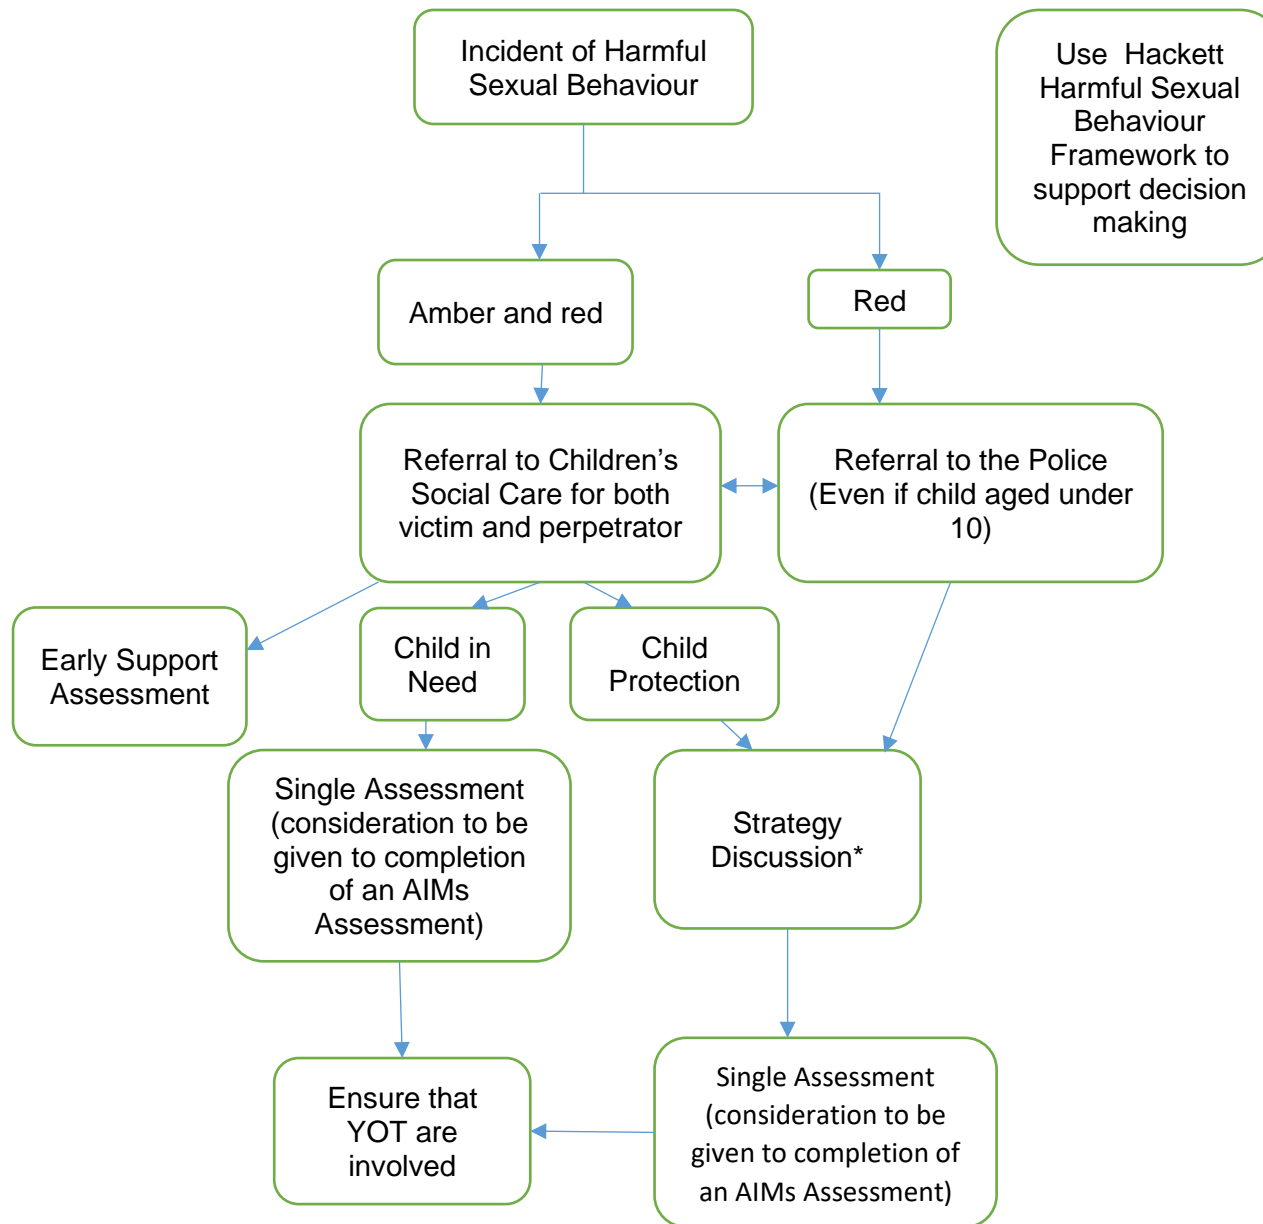 Incident of Harmful
Sexual Behaviour
Use Hackett
Harmful Sexual
Behaviour
Framework to
support decision
making
Amber and red
Red
Referral to Children’s
Social Care for both
victim and perpetrator
Referral to the Police
(Even if child aged under
10)
Early Support
Assessment
Child in
Need
Child
Protection
Single Assessment
(consideration to be
given to completion
of an AIMs
Assessment)
Strategy
Discussion*
Ensure that
YOT are
involved
Single Assessment
(consideration to be
given to completion of
an AIMs Assessment)